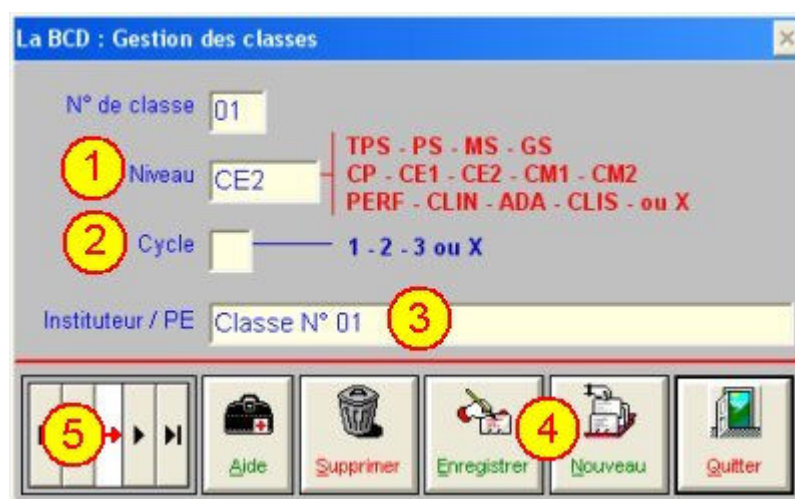 La BCD : Gestion des classes
N° de classe 01
TPS - PS - MS - GS
1 Niveau CE2 CP - CE1 - CE2 - CM1 - CM2
PERF - CLIN - ADA - CLIS - ou X
2 Cycle 1 - 2 - 3 ou X
Instituteur / PE Classe N° 01 3
5 4
Aide Supprimer Enregistrer Nouveau Quitter